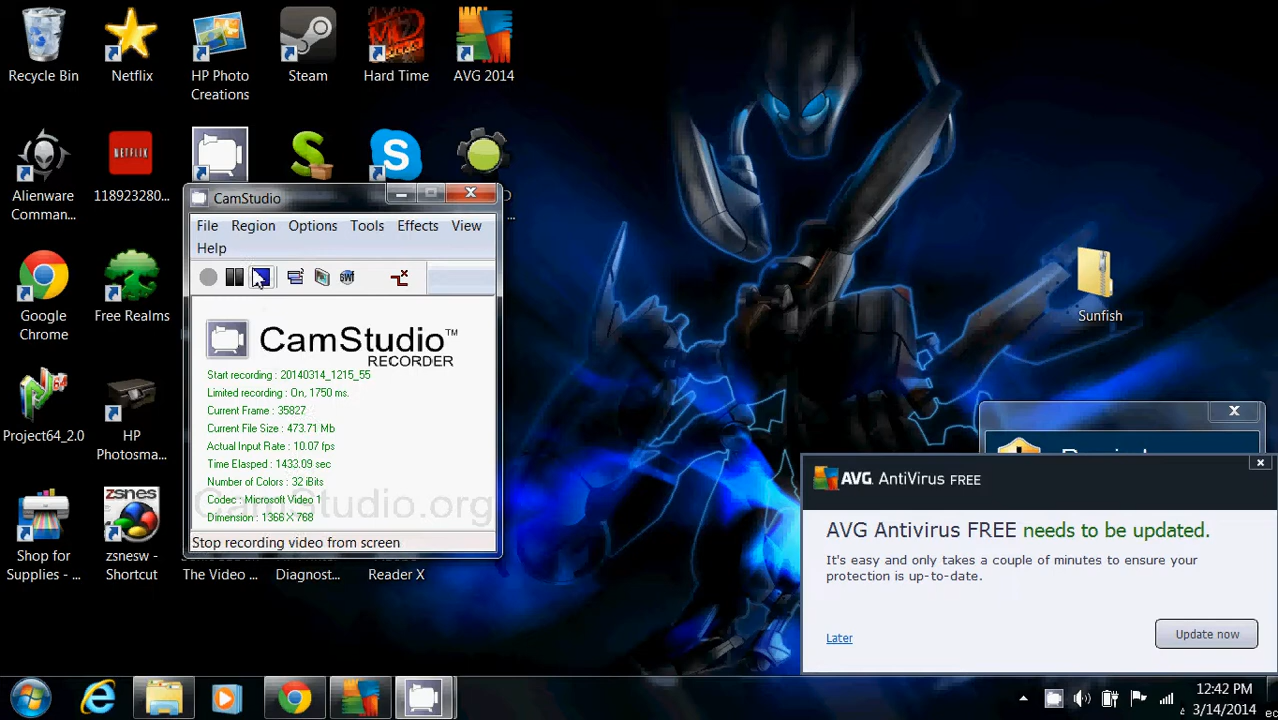 Recycle Bin
Netflix
HP Photo
Creations
Steam
Hard Time
AVG 2014
Alienware
Comman...
NETFLIX
118923280...
S
S
CamStudio
File Region Options Tools Effects View
Help
SWF
CamStudio™
RECORDER
Start recording : 20140314_1215_55
Limited recording : On, 1750 ms.
Current Frame : 35827
Current File Size : 473.71 Mb
Actual Input Rate : 10.07 fps
Time Elasped : 1433.09 sec
Number of Colors : 32 iBits
Codec : Microsoft Video 1
Dimension : 1366 X 768
CamStudio.org
Stop recording video from screen
Google
Chrome
Free Realms
Project64_2.0
HP
Photosma...
Shop for
Supplies - ...
zsnes
zsnesw -
Shortcut
The Video ...
Diagnost...
Reader X
Sunfish
AVG. AntiVirus FREE
AVG Antivirus FREE needs to be updated.
It's easy and only takes a couple of minutes to ensure your
protection is up-to-date.
Later
Update now
12:42 PM
3/14/2014